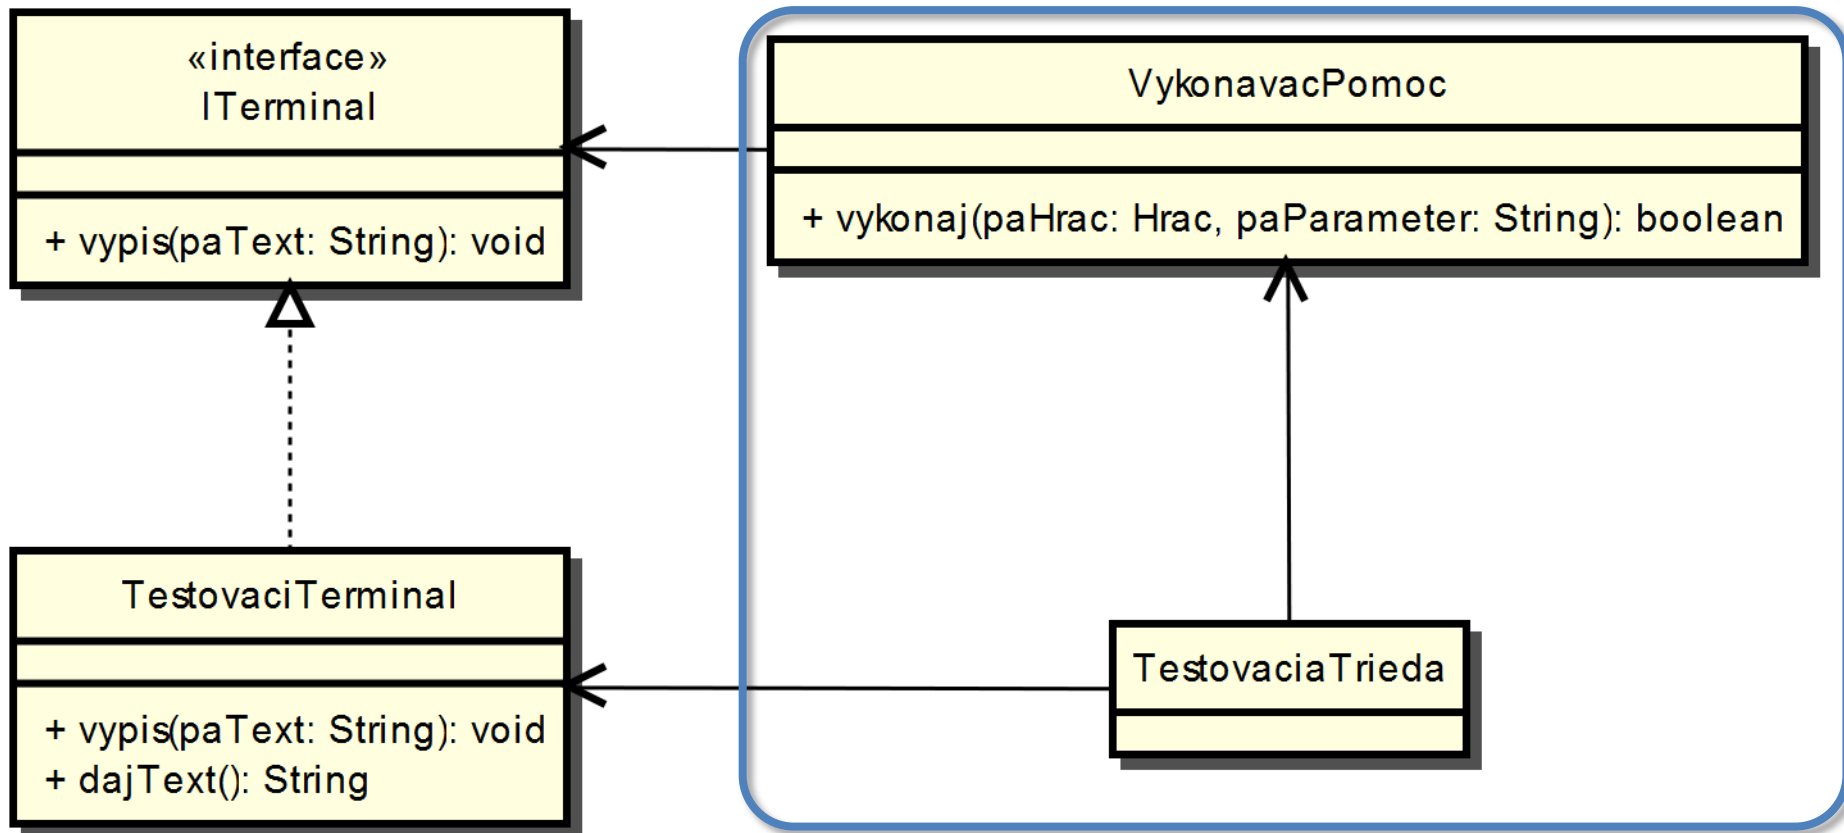 «interface»
ITerminal
+ vypis(paText: String): void
VykonavacPomoc
+ vykonaj(paHrac: Hrac, paParameter: String): boolean
TestovaciTerminal
+ vypis(paText: String): void
+ dajText(): String
TestovaciaTrieda